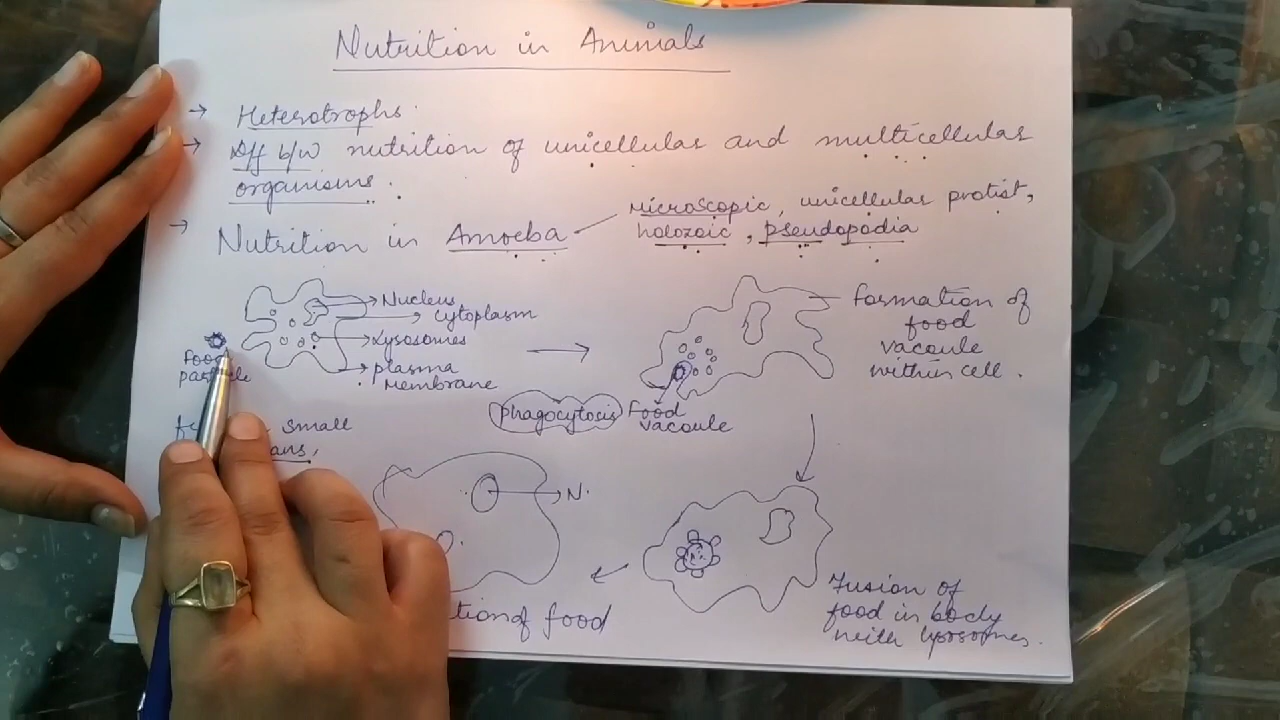 Nutrition in Animals
→ Heterotrophs.
→ Diff b/w nutrition of unicellular and multicellular
organisms.
→ Nutrition in Amoeba
microscopic, unicellular protist,
holozoic, pseudopodia
Nucleus
cytoplasm
Lysosomes
plasma
membrane
Food
small
Formation of
food
vacoule
within cell.
phagocytocis
Food
vacoule
N.
Fusion of
food in body
with lysosomes.
of food